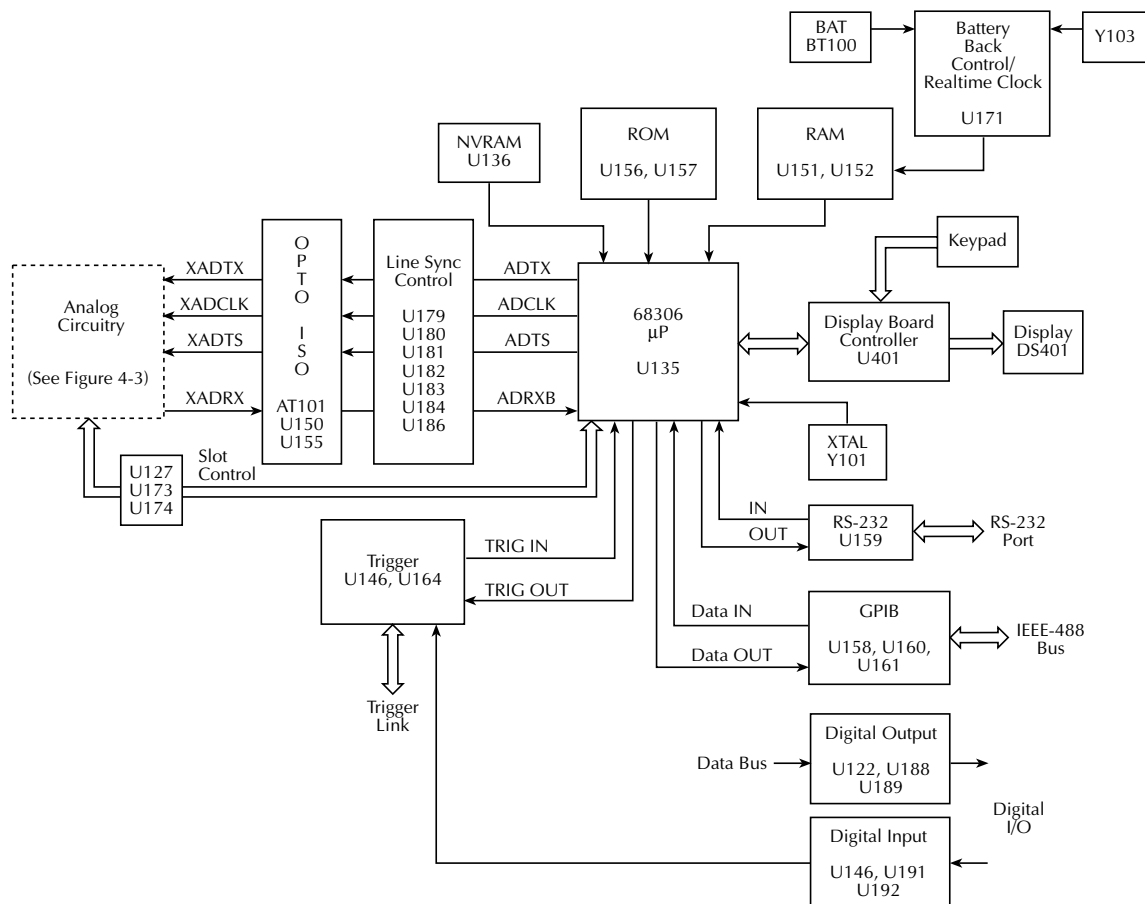 BAT
BT100
Battery
Back
Control/
Realtime Clock
U171
Y103
NVRAM
U136
ROM
U156, U157
RAM
U151, U152
Keypad
Analog
Circuitry
(See Figure 4-3)
XADTX
XADCLK
XADTS
XADRX
O
P
T
O
I
S
O
AT101
U150
U155
Line Sync
Control
U179
U180
U181
U182
U183
U184
U186
ADTX
ADCLK
ADTS
ADRXB
68306
µP
U135
Display Board
Controller
U401
Display
DS401
XTAL
Y101
U127
U173
U174
Slot
Control
Trigger
U146, U164
TRIG IN
TRIG OUT
Trigger
Link
IN
OUT
RS-232
U159
RS-232
Port
Data IN
Data OUT
GPIB
U158, U160,
U161
IEEE-488
Bus
Data Bus
Digital Output
U122, U188
U189
Digital
I/O
Digital Input
U146, U191
U192